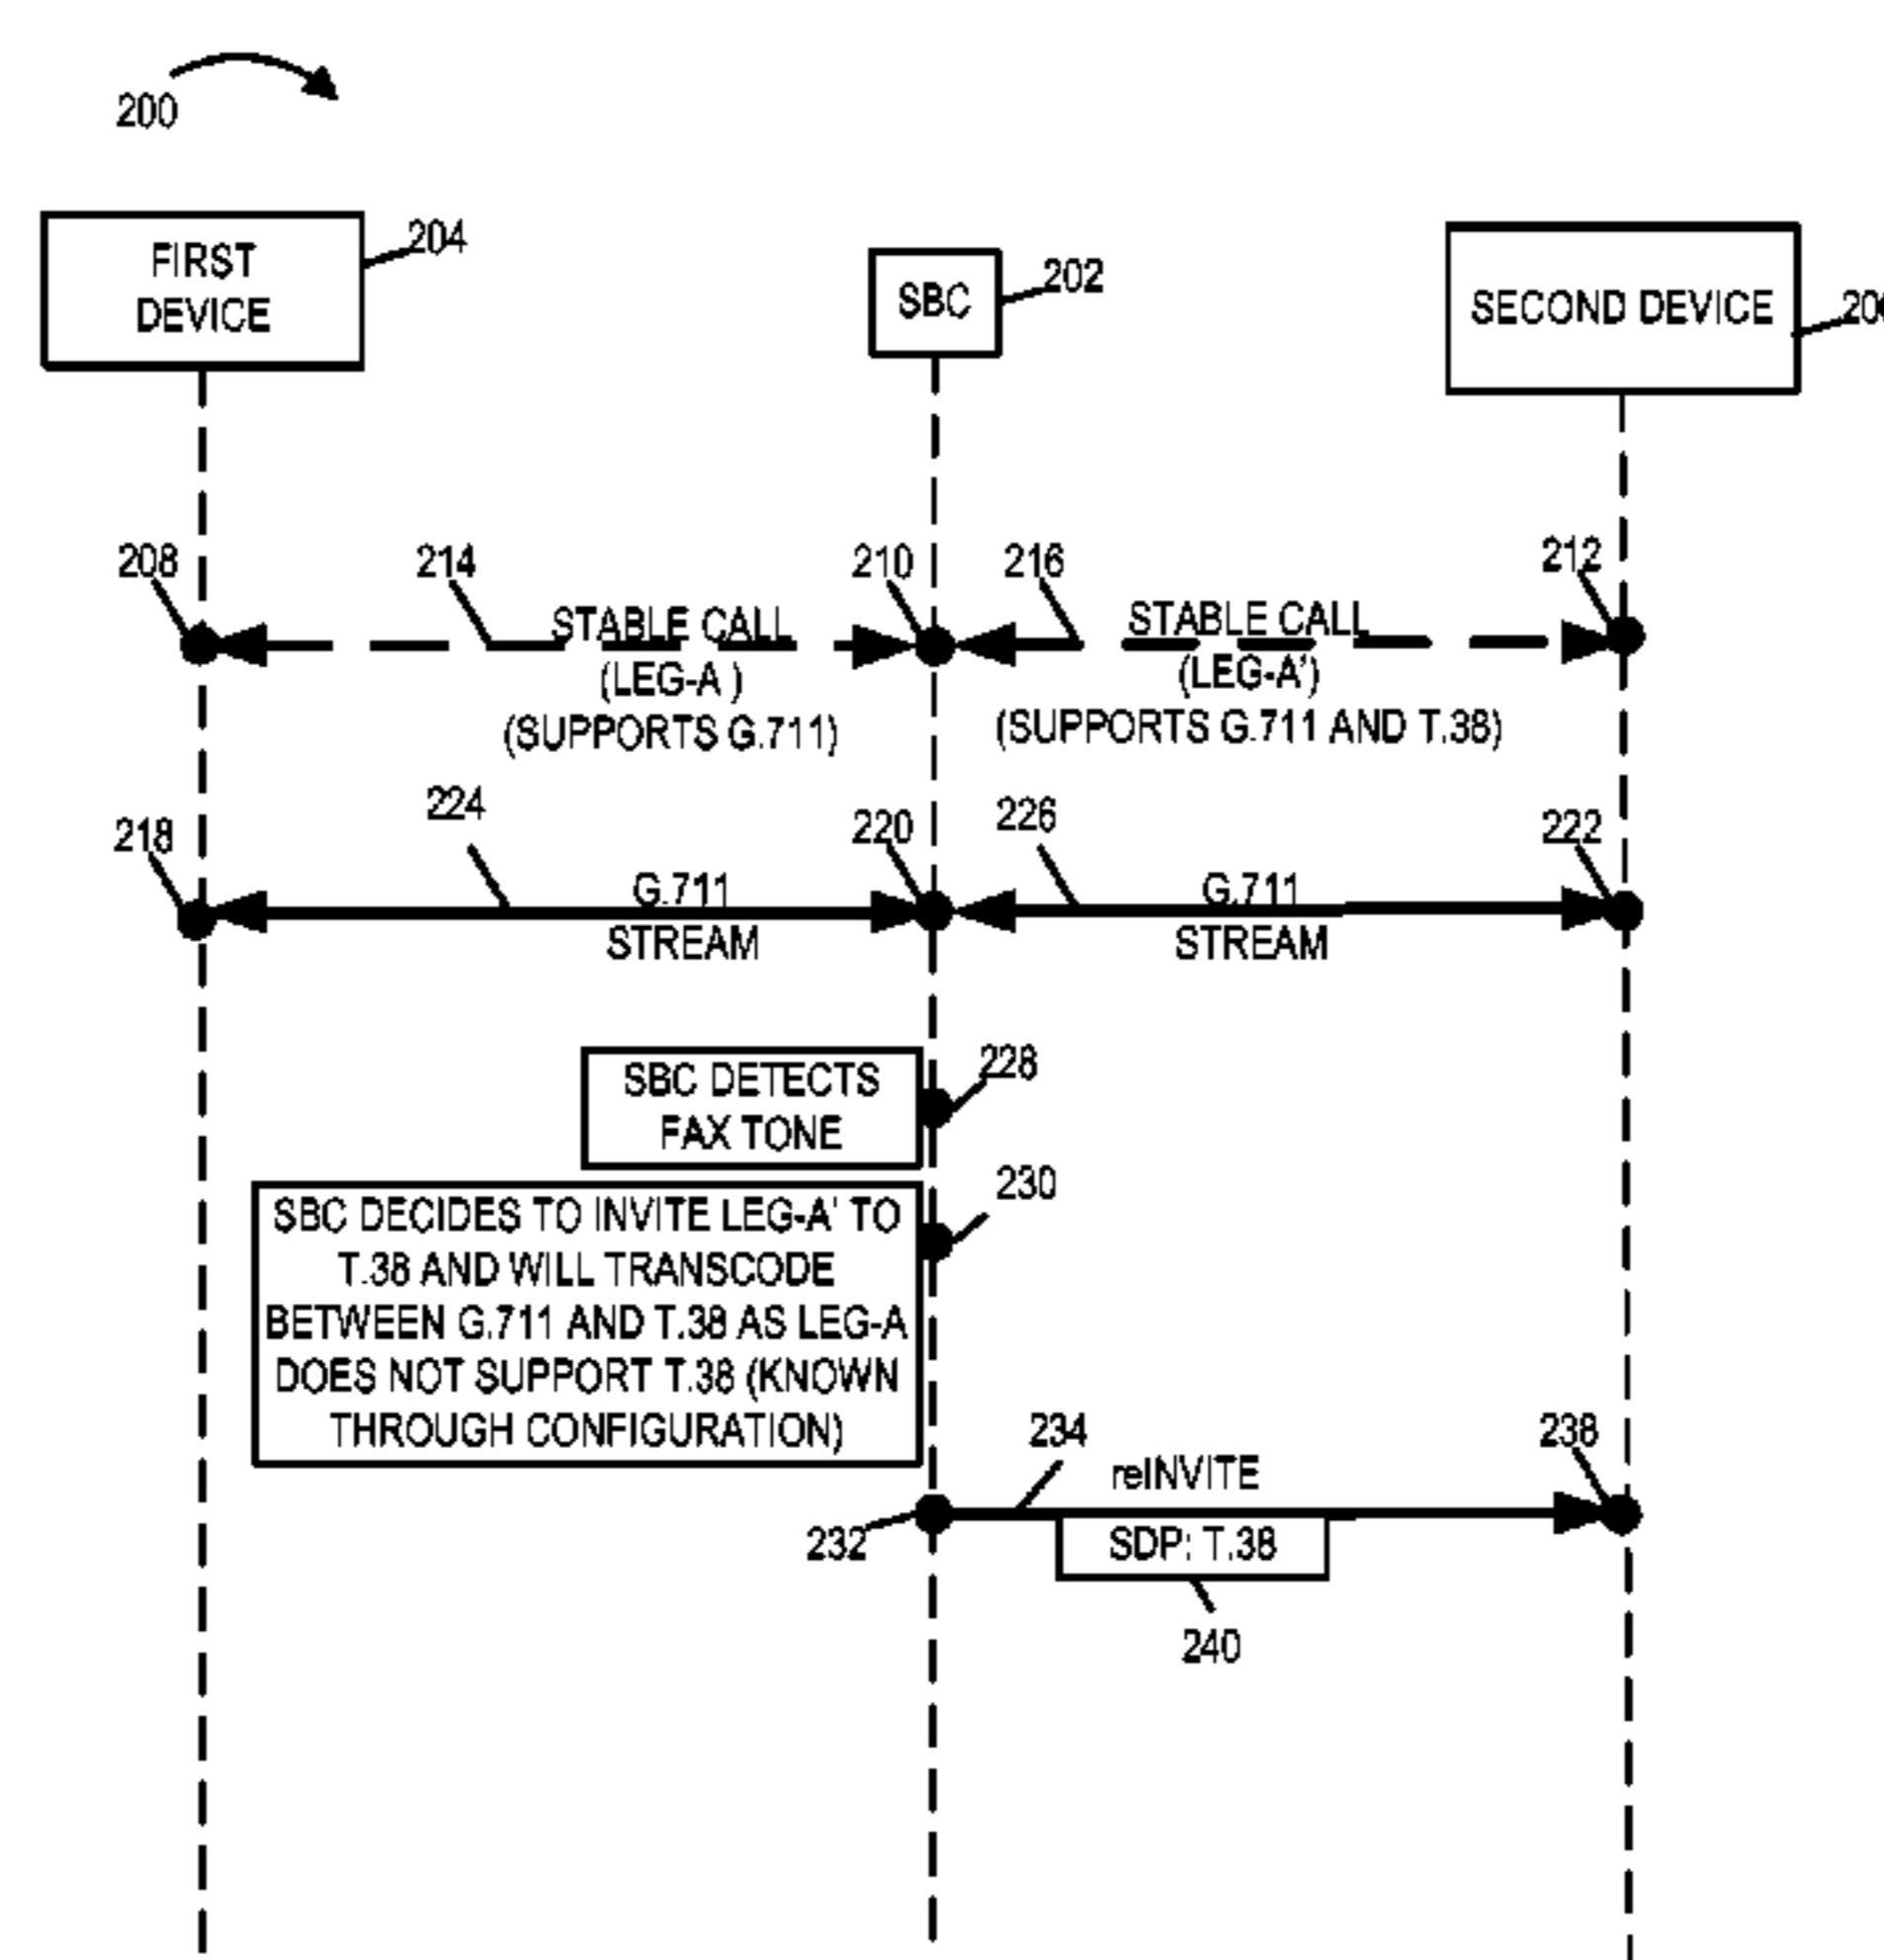 200
FIRST
DEVICE
204
SBC
202
SECOND DEVICE
208
214
210
216
212
STABLE CALL
(LEG-A )
(SUPPORTS G.711)
STABLE CALL
(LEG-A')
(SUPPORTS G.711 AND T.38)
218
224
220
226
222
G.711
STREAM
G.711
STREAM
SBC DETECTS
FAX TONE
228
230
SBC DECIDES TO INVITE LEG-A' TO
T.38 AND WILL TRANSCODE
BETWEEN G.711 AND T.38 AS LEG-A
DOES NOT SUPPORT T.38 (KNOWN
THROUGH CONFIGURATION)
234
238
reINVITE
232
SDP: T.38
240